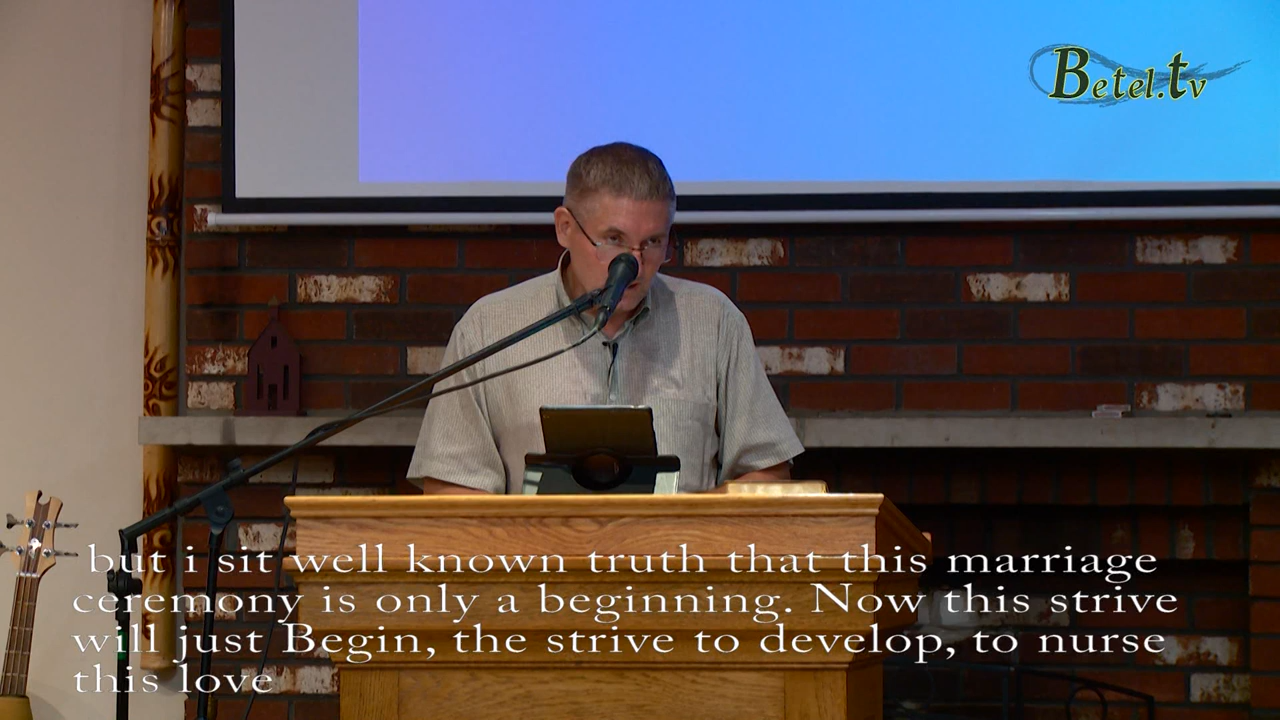 Betel.tv
but i sit well known truth that this marriage
ceremony is only a beginning. Now this strive
will just Begin, the strive to develop, to nurse
this love